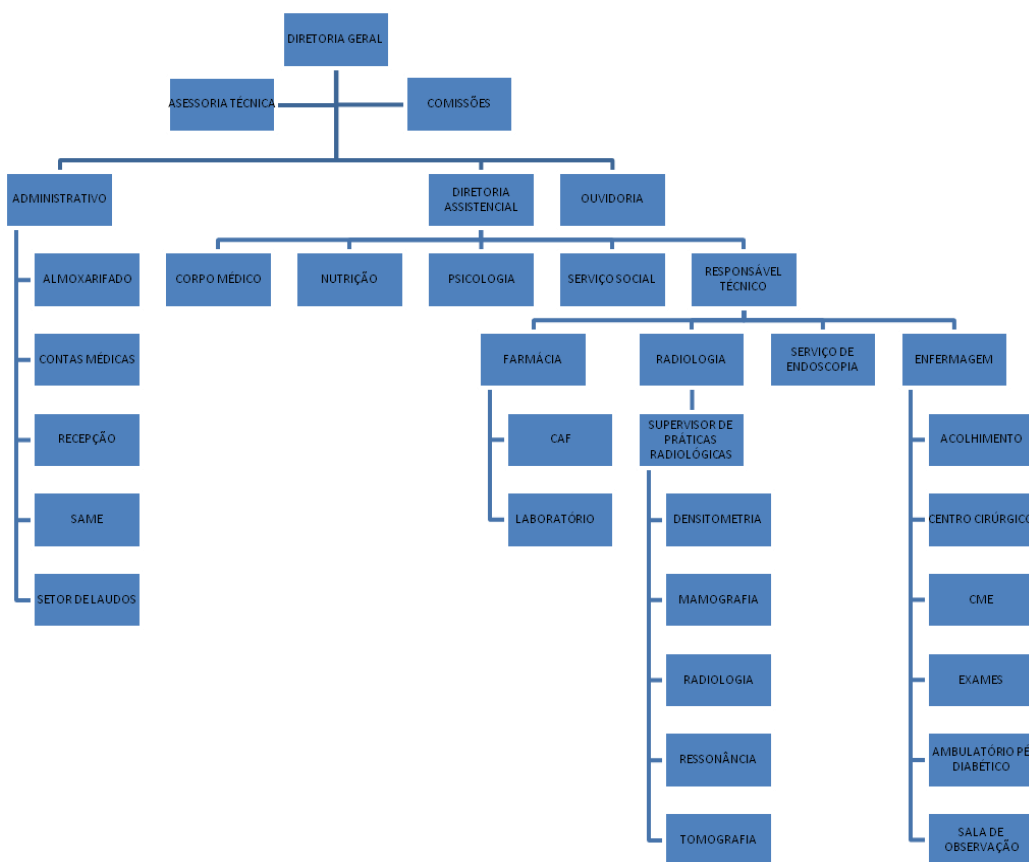 DIRETORIA GERAL
ASESSORIA TÉCNICA
COMISSÕES
ADMINISTRATIVO
DIRETORIA
ASSISTENCIAL
OUVIDORIA
ALMOXARIFADO
CORPO MÉDICO
NUTRIÇÃO
PSICOLOGIA
SERVIÇO SOCIAL
RESPONSÁVEL
TÉCNICO
CONTAS MÉDICAS
FARMÁCIA
RADIOLOGIA
SERVIÇO DE
ENDOSCOPIA
ENFERMAGEM
RECEPÇÃO
CAF
SUPERVISOR DE
PRÁTICAS
RADIOLÓGICAS
ACOLHIMENTO
SAME
LABORATÓRIO
DENSITOMETRIA
CENTRO CIRÚRGICO
SETOR DE LAUDOS
MAMOGRAFIA
CME
RADIOLOGIA
EXAMES
RESSONÂNCIA
AMBULATÓRIO PÉ
DIABÉTICO
TOMOGRAFIA
SALA DE
OBSERVAÇÃO